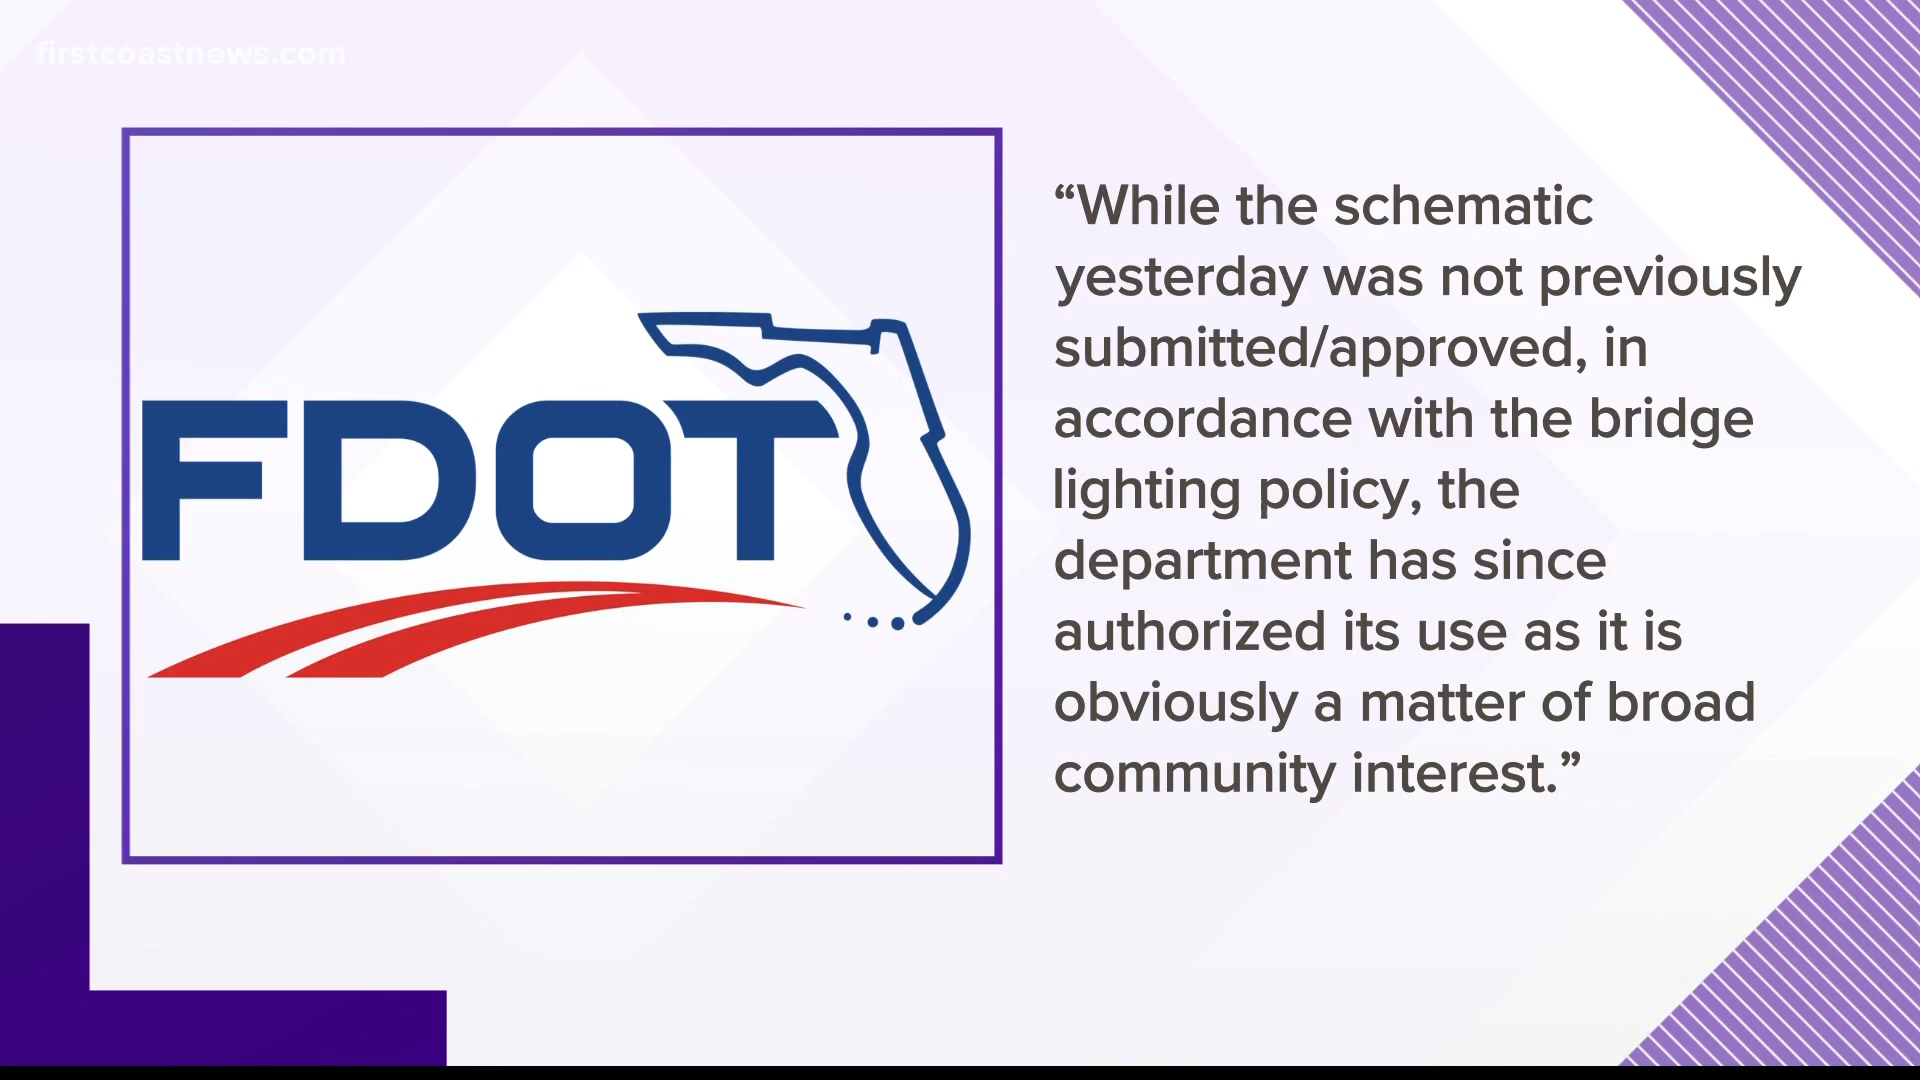 firstcoastnews.com
FDOT
“While the schematic
yesterday was not previously
submitted/approved, in
accordance with the bridge
lighting policy, the
department has since
authorized its use as it is
obviously a matter of broad
community interest.”